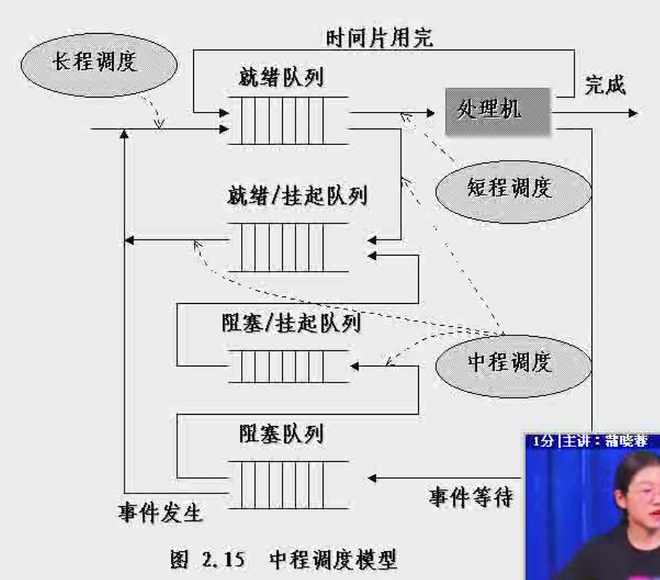 时间片用完
长程调度
就绪队列
完成
处理机
短程调度
就绪/挂起队列
阻塞/挂起队列
中程调度
阻塞队列
1分|主讲：蒲晓蓉
事件等待
事件发生
图 2.15 中程调度模型